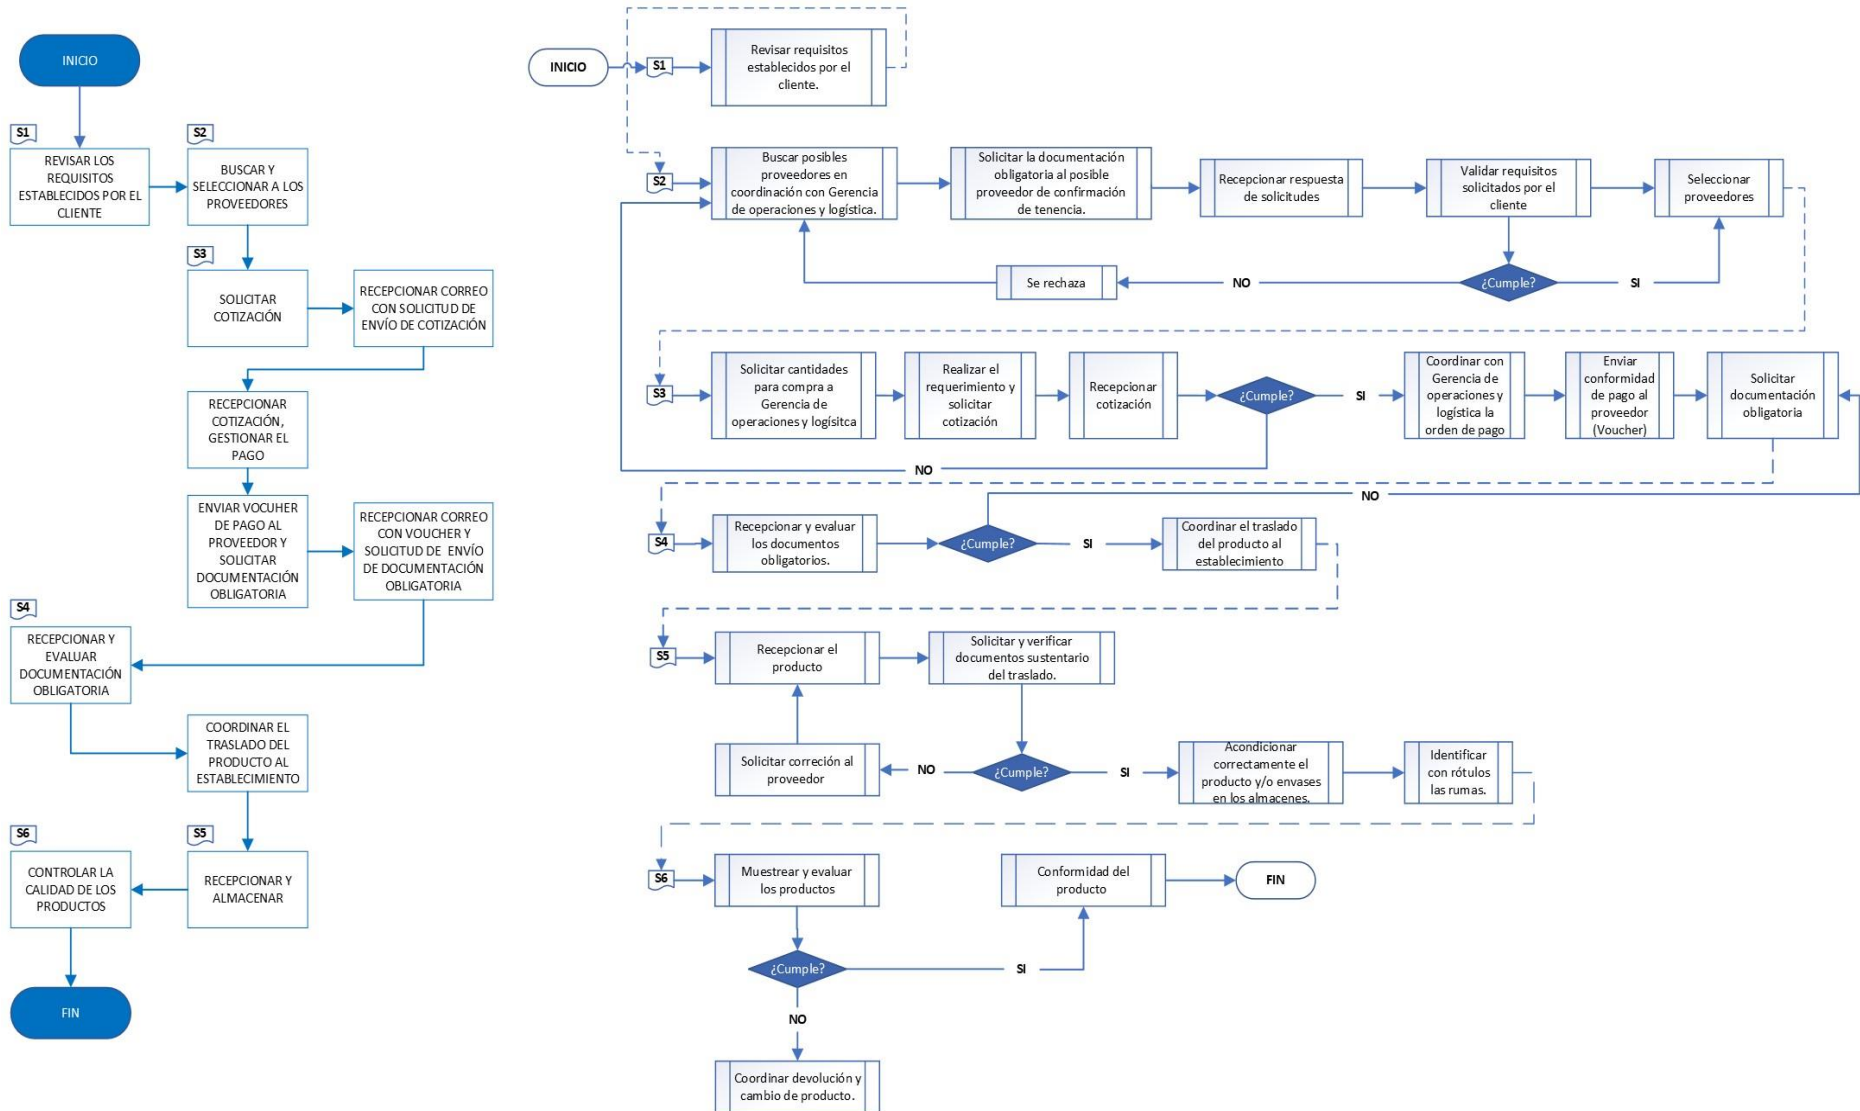 INICIO
S1
REVISAR LOS
REQUISITOS
ESTABLECIDOS POR EL
CLIENTE
S2
BUSCAR Y
SELECCIONAR A LOS
PROVEEDORES
S3
SOLICITAR
COTIZACIÓN
RECEPCIONAR CORREO
CON SOLICITUD DE
ENVÍO DE COTIZACIÓN
RECEPCIONAR
COTIZACIÓN,
GESTIONAR EL
PAGO
ENVIAR VOCUHER
DE PAGO AL
PROVEEDOR Y
SOLICITAR
DOCUMENTACIÓN
OBLIGATORIA
RECEPCIONAR CORREO
CON VOUCHER Y
SOLICITUD DE ENVÍO
DE DOCUMENTACIÓN
OBLIGATORIA
S4
RECEPCIONAR Y
EVALUAR
DOCUMENTACIÓN
OBLIGATORIA
COORDINAR EL
TRASLADO DEL
PRODUCTO AL
ESTABLECIMIENTO
S6
CONTROLAR LA
CALIDAD DE LOS
PRODUCTOS
S5
RECEPCIONAR Y
ALMACENAR
FIN
INICIO
S1
Revisar requisitos
establecidos por el
cliente.
S2
Buscar posibles
proveedores en
coordinación con Gerencia
de operaciones y logística.
Solicitar la documentación
obligatoria al posible
proveedor de confirmación
de tenencia.
Recepcionar respuesta
de solicitudes
Validar requisitos
solicitados por el
cliente
Seleccionar
proveedores
Se rechaza
NO
¿Cumple?
SI
S3
Solicitar cantidades
para compra a
Gerencia de
operaciones y logísitca
Realizar el
requerimiento y
solicitar
cotización
Recepcionar
cotización
¿Cumple?
SI
Coordinar con
Gerencia de
operaciones y
logística la
orden de pago
Enviar
conformidad
de pago al
proveedor
(Voucher)
Solicitar
documentación
obligatoria
NO
NO
S4
Recepcionar y evaluar
los documentos
obligatorios.
¿Cumple?
SI
Coordinar el traslado
del producto al
establecimiento
S5
Recepcionar el
producto
Solicitar y verificar
documentos sustentario
del traslado.
Solicitar correción al
proveedor
NO
¿Cumple?
SI
Acondicionar
correctamente el
producto y/o envases
en los almacenes.
Identificar
con rótulos
las rumas.
S6
Muestrear y evaluar
los productos
Conformidad del
producto
FIN
¿Cumple?
SI
NO
Coordinar devolución y
cambio de producto.